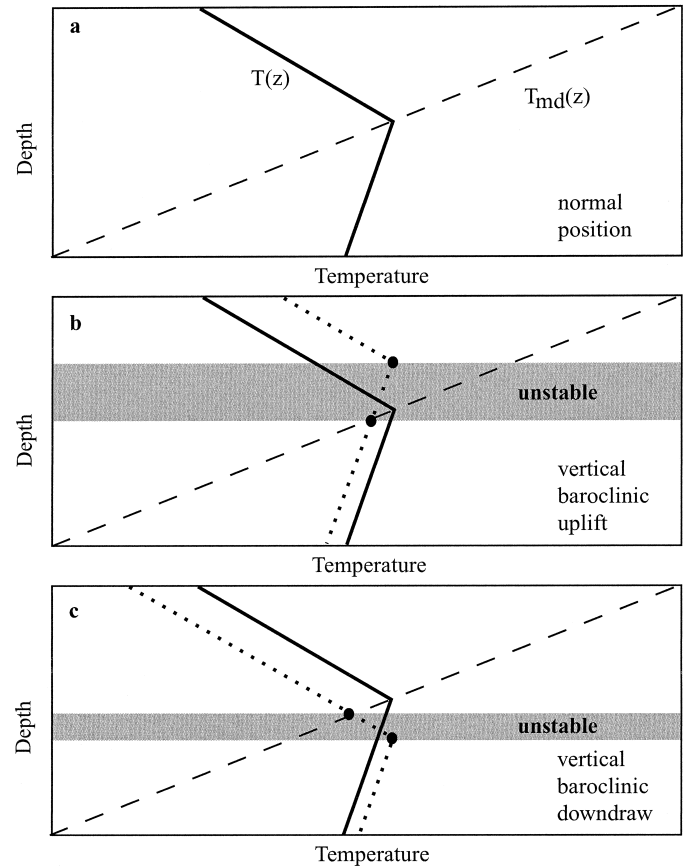 a
T(z)
Tmd(z)
Depth
normal
position
Temperature
b
unstable
Depth
vertical
baroclinic
uplift
Temperature
c
unstable
Depth
vertical
baroclinic
downdraw
Temperature